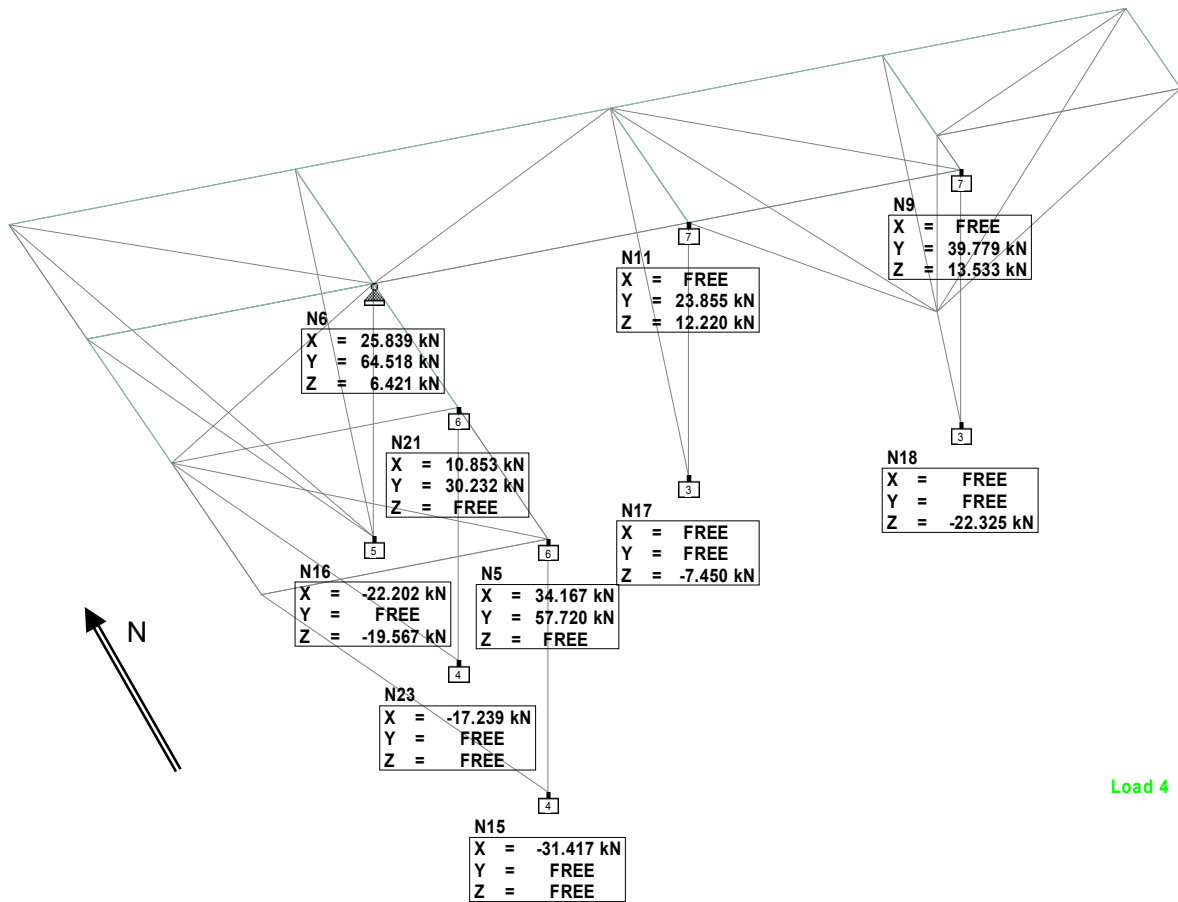 7
N9
X = FREE
Y = 39.779 kN
Z = 13.533 kN
7
N11
X = FREE
Y = 23.855 kN
Z = 12.220 kN
N6
X = 25.839 kN
Y = 64.518 kN
Z = 6.421 kN
6
N21
X = 10.853 kN
Y = 30.232 kN
Z = FREE
3
N18
X = FREE
Y = FREE
Z = -22.325 kN
3
N17
X = FREE
Y = FREE
Z = -7.450 kN
5
N16
X = -22.202 kN
Y = FREE
Z = -19.567 kN
6
N5
X = 34.167 kN
Y = 57.720 kN
Z = FREE
N
4
N23
X = -17.239 kN
Y = FREE
Z = FREE
Load 4
4
N15
X = -31.417 kN
Y = FREE
Z = FREE